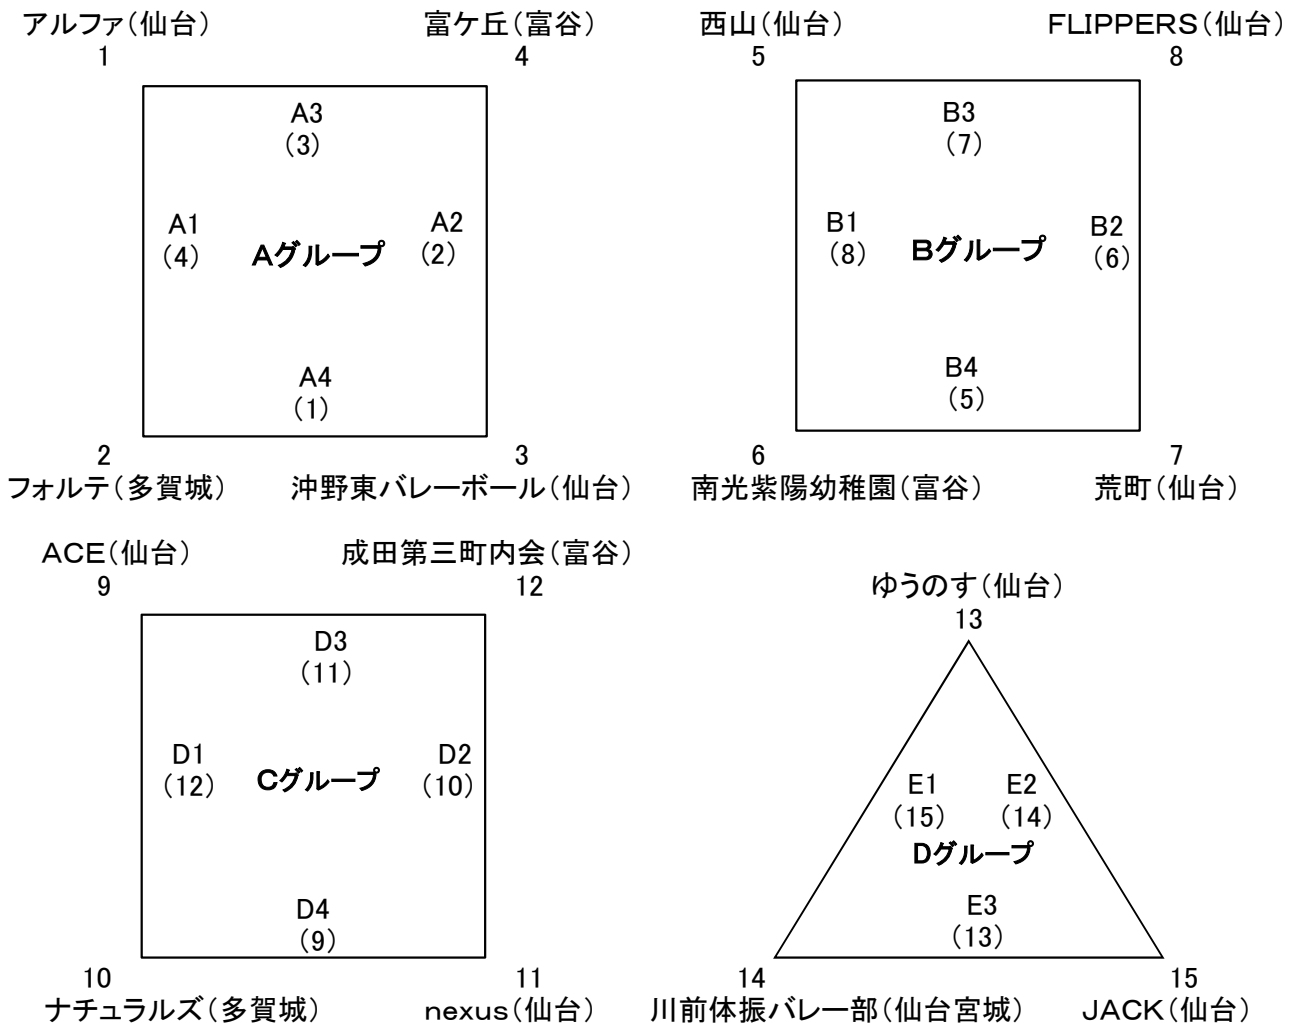 アルファ(仙台) 富ケ丘(富谷) 西山(仙台) FLIPPERS(仙台)
1 4 5 8
A3 B3
(3) (7)
A1 A2 B1 B2
(4) Aグループ (2) (8) Bグループ (6)
A4 B4
(1) (5)
2 3 6 7
フォルテ(多賀城) 沖野東バレーボール(仙台) 南光紫陽幼稚園(富谷) 荒町(仙台)
ACE(仙台) 成田第三町内会(富谷)
9 12
ゆうのす(仙台)
13
D3
(11)
D1 D2
(12) Cグループ (10)
E1 E2
(15) (14)
Dグループ
D4 E3
(9) (13)
10 11 14 15
ナチュラルズ(多賀城) nexus(仙台) 川前体振バレー部(仙台宮城) JACK(仙台)